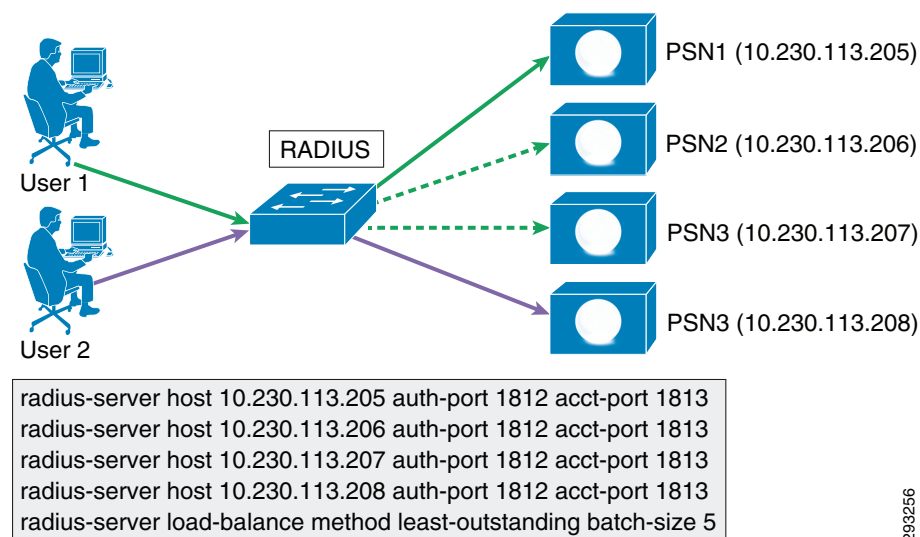 PSN1 (10.230.113.205)
PSN2 (10.230.113.206)
RADIUS
User 1
PSN3 (10.230.113.207)
PSN3 (10.230.113.208)
User 2
radius-server host 10.230.113.205 auth-port 1812 acct-port 1813
radius-server host 10.230.113.206 auth-port 1812 acct-port 1813
radius-server host 10.230.113.207 auth-port 1812 acct-port 1813
radius-server host 10.230.113.208 auth-port 1812 acct-port 1813
radius-server load-balance method least-outstanding batch-size 5
293256